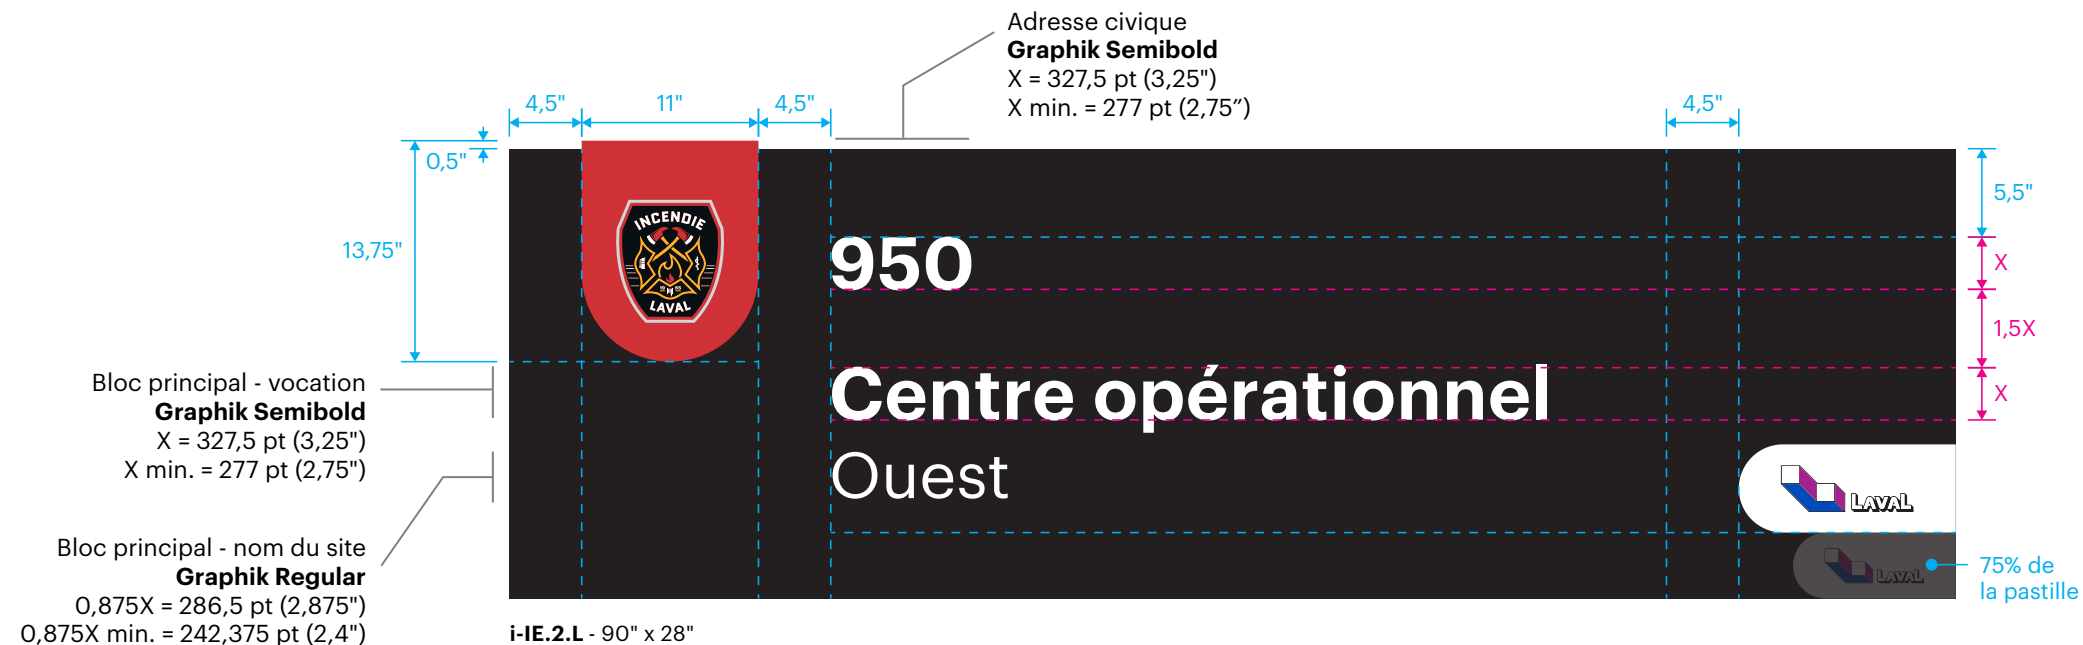 Adresse civique
Graphik Semibold
X = 327,5 pt (3,25")
X min. = 277 pt (2,75”)
4,5"
11"
4,5"
4,5"
0,5"
13,75"
5,5"
INCENDIE
LAVAL
950
X
1,5X
Centre opérationnel
X
Ouest
LAVAL
LAVAL
75% de
la pastille
Bloc principal - vocation
Graphik Semibold
X = 327,5 pt (3,25")
X min. = 277 pt (2,75")
Bloc principal - nom du site
Graphik Regular
0,875X = 286,5 pt (2,875")
0,875X min. = 242,375 pt (2,4")
i-IE.2.L - 90" x 28"